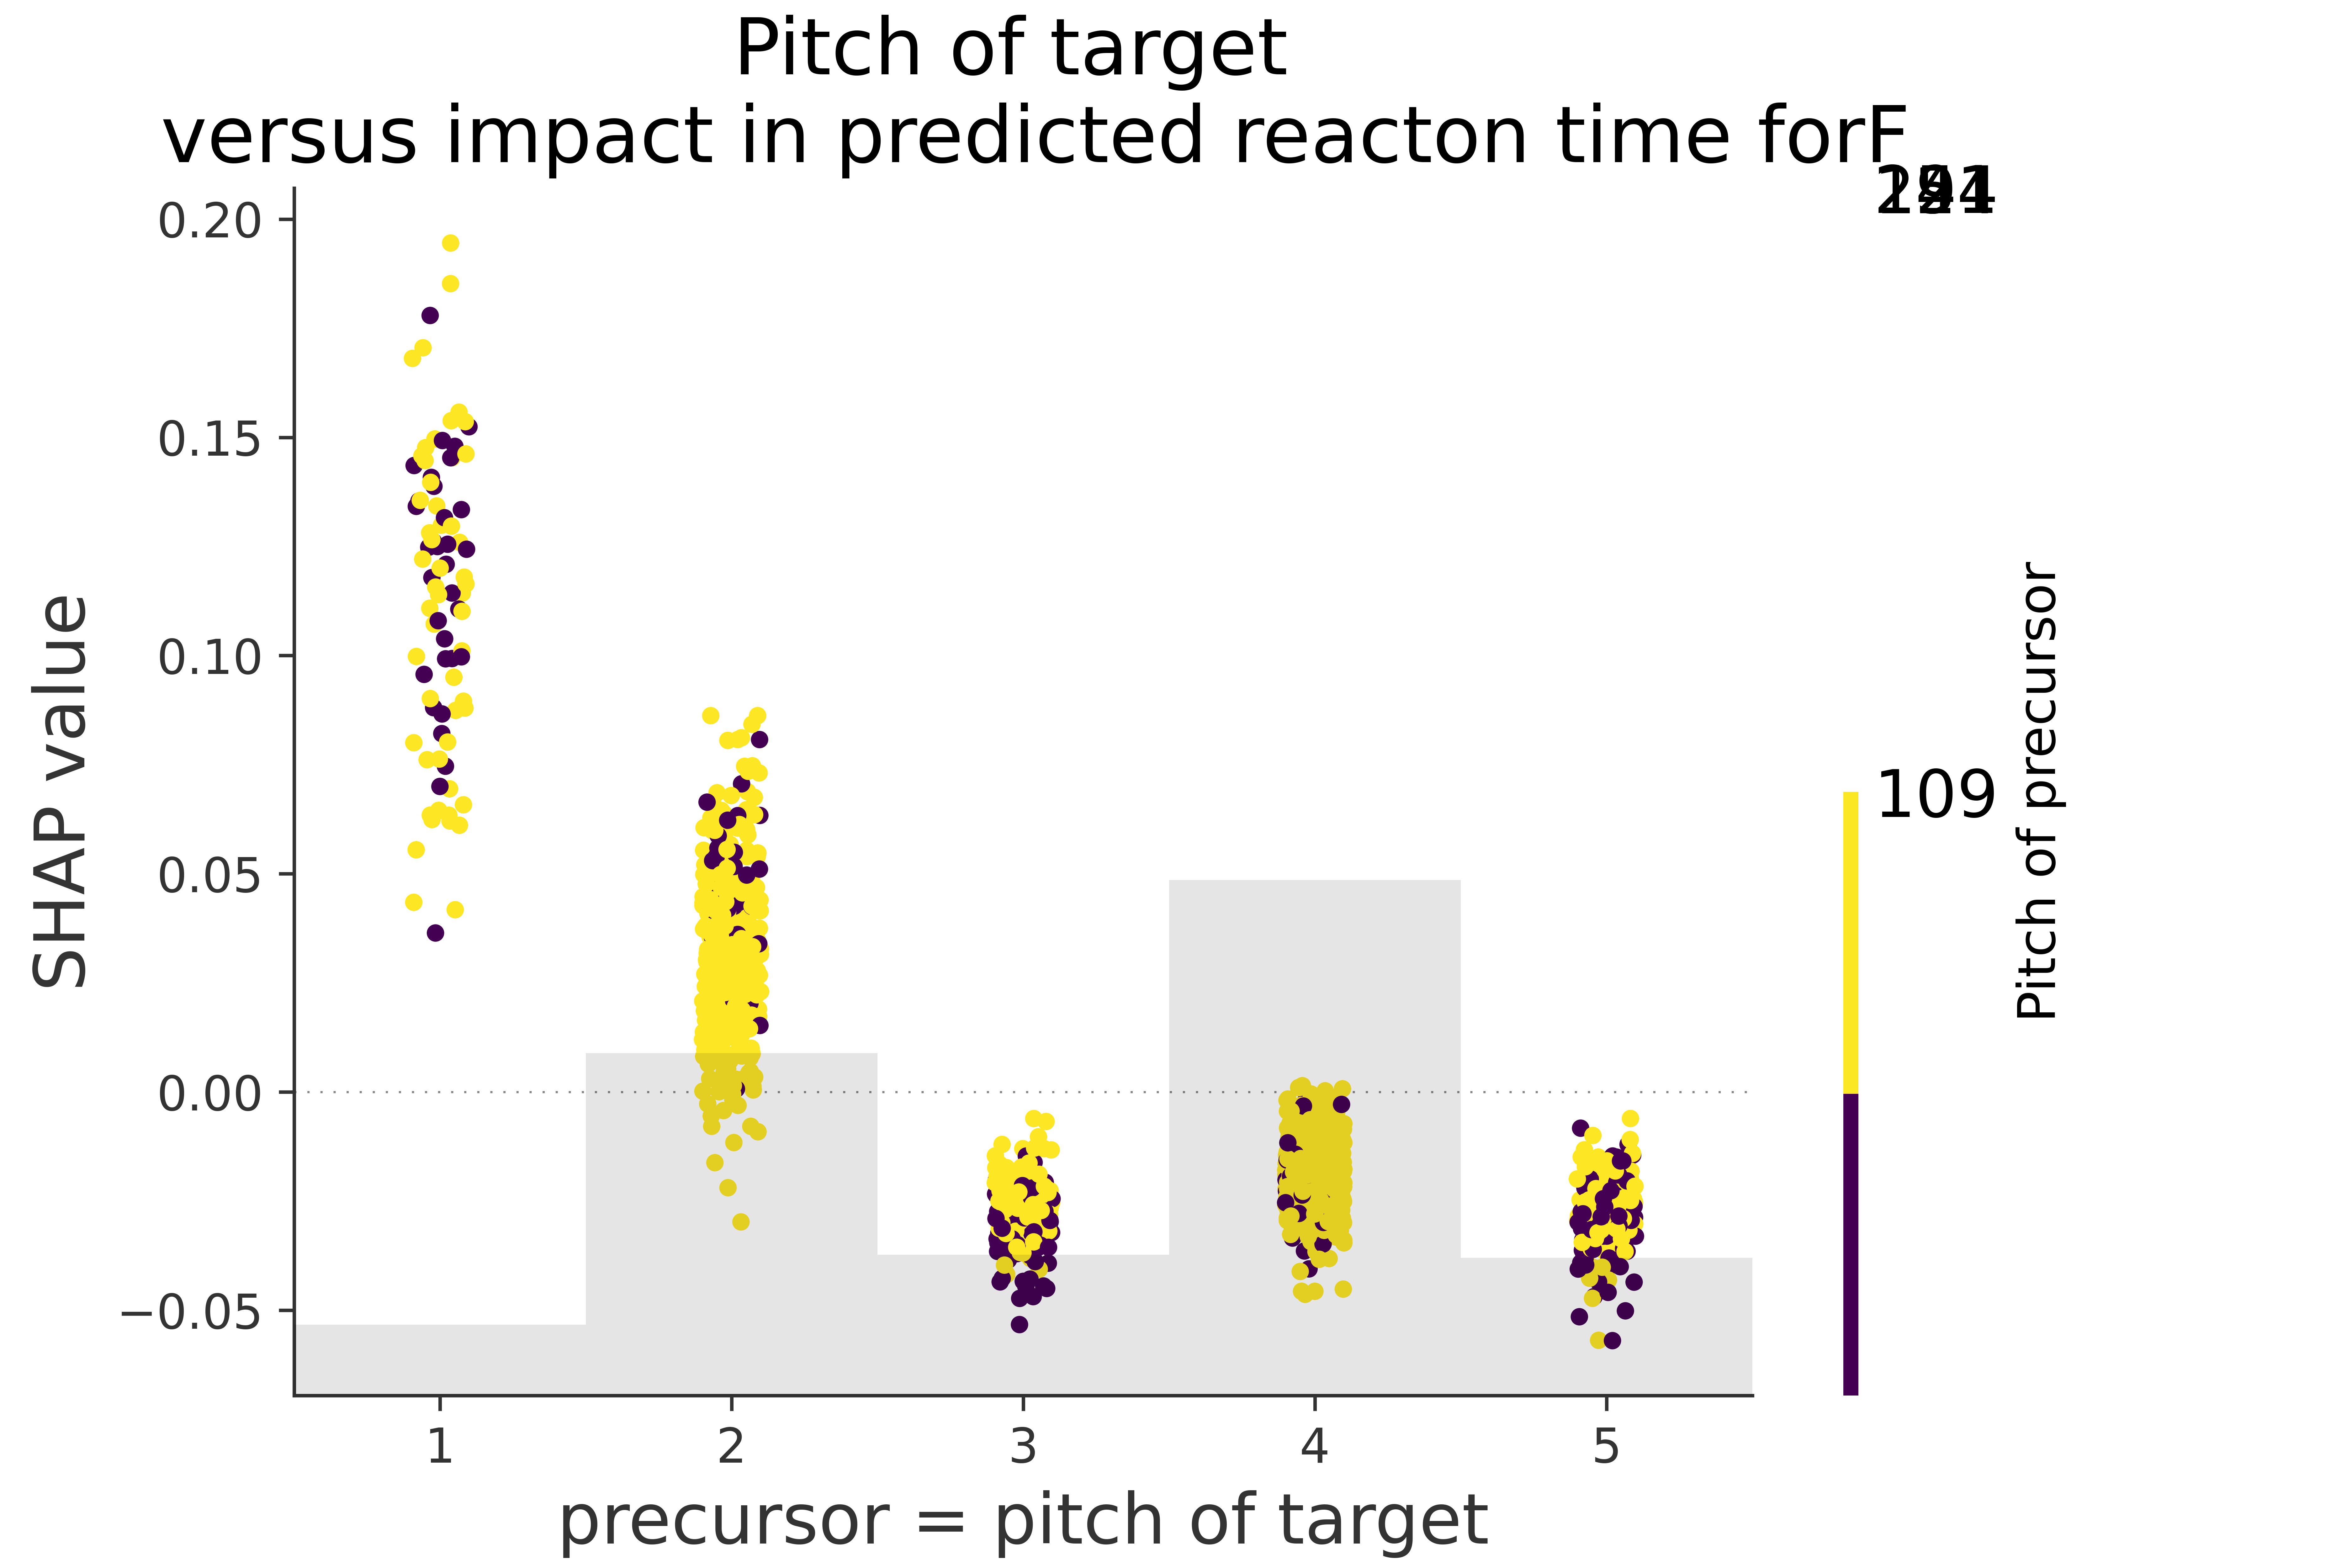 Pitch of target
versus impact in predicted reacton time forF
SHAP value
0.20
0.15
0.10
0.05
0.00
−0.05
1 2 3 4 5
precursor = pitch of target
109
Pitch of precursor